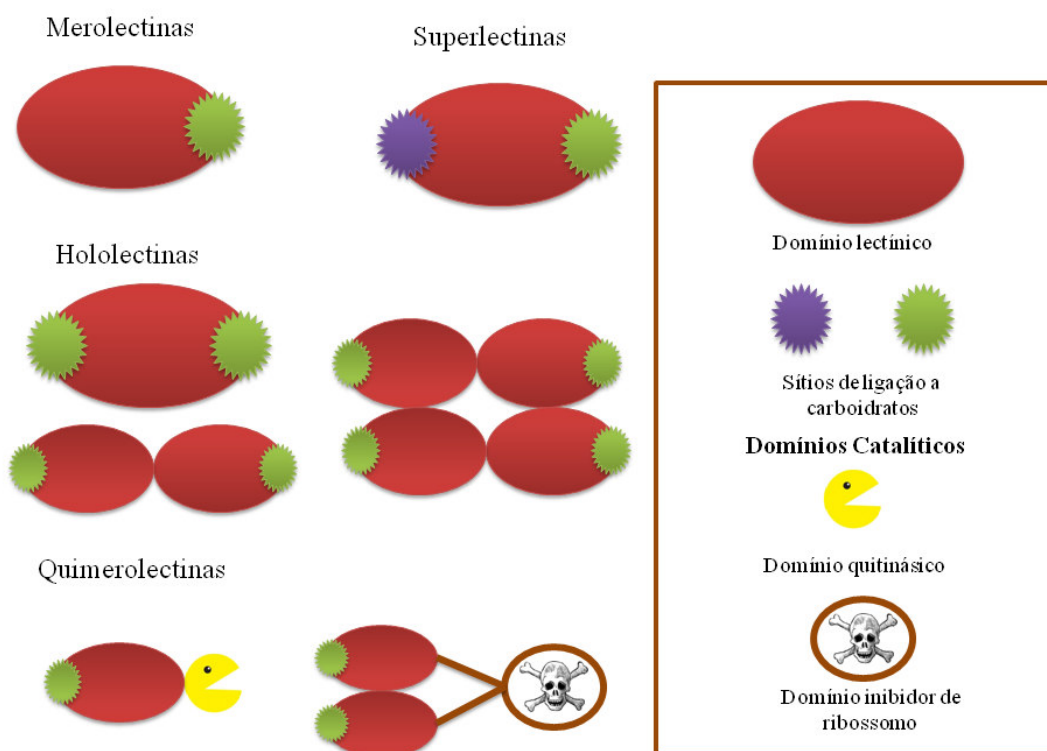 Merolectinas
Superlectinas
Hololectinas
Quimerolectinas
Domínio lectínico
Sítios de ligação a
carboidratos
Domínios Catalíticos
Domínio quitinásico
Domínio inibidor de
ribossomo